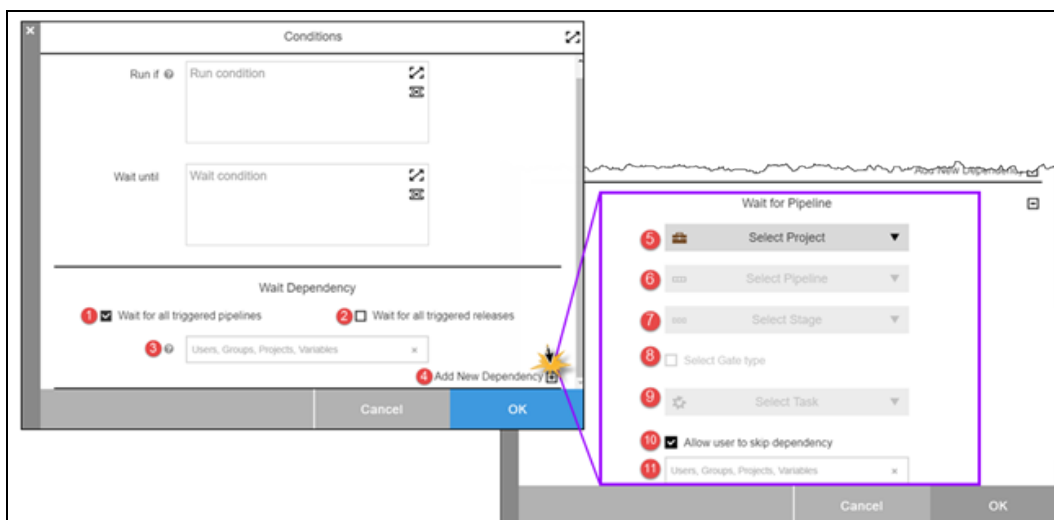 Conditions
Run if
Run condition
Wait until
Wait condition
Wait Dependency
1 Wait for all triggered pipelines
2 Wait for all triggered releases
3 Users, Groups, Projects, Variables ×
4 Add New Dependency
Cancel OK
Add New Dependency
Wait for Pipeline
5 Select Project
6 Select Pipeline
7 Select Stage
8 Select Gate type
9 Select Task
10 Allow user to skip dependency
11 Users, Groups, Projects, Variables ×
Cancel OK